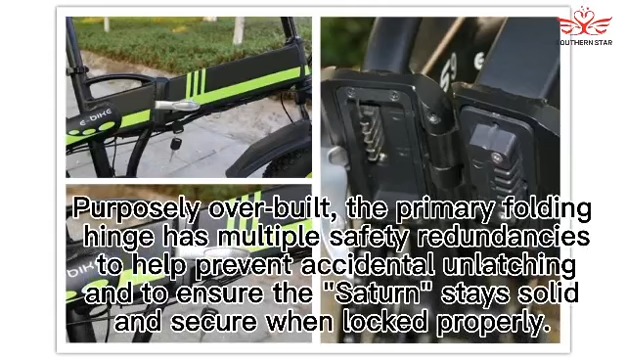 SOUTHERN STAR
e-BIKE
Purposely over-built, the primary folding
hinge has multiple safety redundancies
to help prevent accidental unlatching
and to ensure the "Saturn" stays solid
and secure when locked properly.